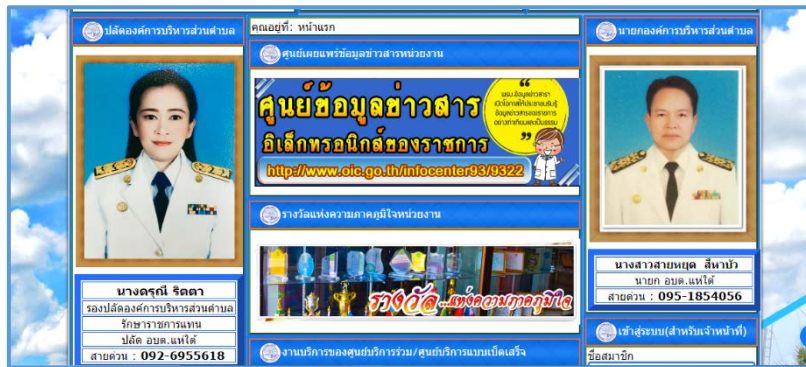 ปลัดองค์การบริหารส่วนตำบล
นางดรุณี ริตตา
รองปลัดองค์การบริหารส่วนตำบล
รักษาราชการแทน
ปลัด อบต.แห่ใต้
สายด่วน : 092-6955618
คุณอยู่ที่: หน้าแรก
ศูนย์เผยแพร่ข้อมูลข่าวสารหน่วยงาน
ศูนย์ข้อมูลข่าวสาร
อิเล็กทรอนิกส์ของราชการ
http://www.oic.go.th/infocenter93/9322
รางวัลแห่งความภาคภูมิใจหน่วยงาน
รางวัล...แห่งความภาคภูมิใจ
งานบริการของศูนย์บริการร่วม/ศูนย์บริการแบบเบ็ดเสร็จ
นายกองค์การบริหารส่วนตำบล
นางสาวสายหยุด สีหาบัว
นายก อบต.แห่ใต้
สายด่วน : 095-1854056
เข้าสู่ระบบ(สำหรับเจ้าหน้าที่)
ชื่อสมาชิก